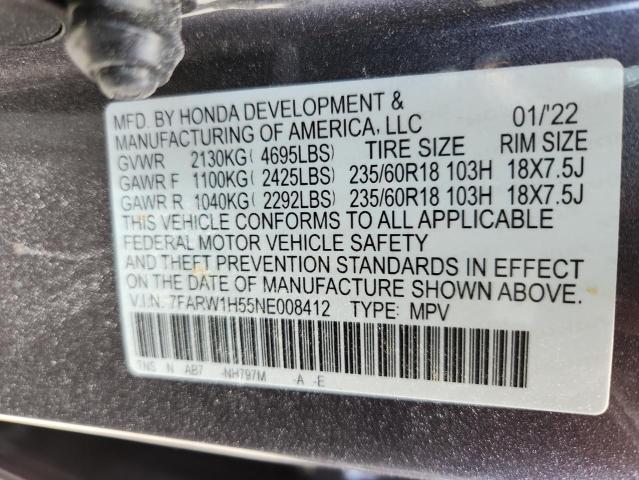 MFD. BY HONDA DEVELOPMENT & 01/'22
MANUFACTURING OF AMERICA, LLC
GVWR 2130KG( 4695LBS) TIRE SIZE RIM SIZE
GAWR F 1100KG( 2425LBS) 235/60R18 103H 18X7.5J
GAWR R 1040KG( 2292LBS) 235/60R18 103H 18X7.5J
THIS VEHICLE CONFORMS TO ALL APPLICABLE
FEDERAL MOTOR VEHICLE SAFETY
AND THEFT PREVENTION STANDARDS IN EFFECT
ON THE DATE OF MANUFACTURE SHOWN ABOVE.
V.I.N. 7FARW1H55NE008412 TYPE: MPV
7NS N AB7 -NH797M -A -E